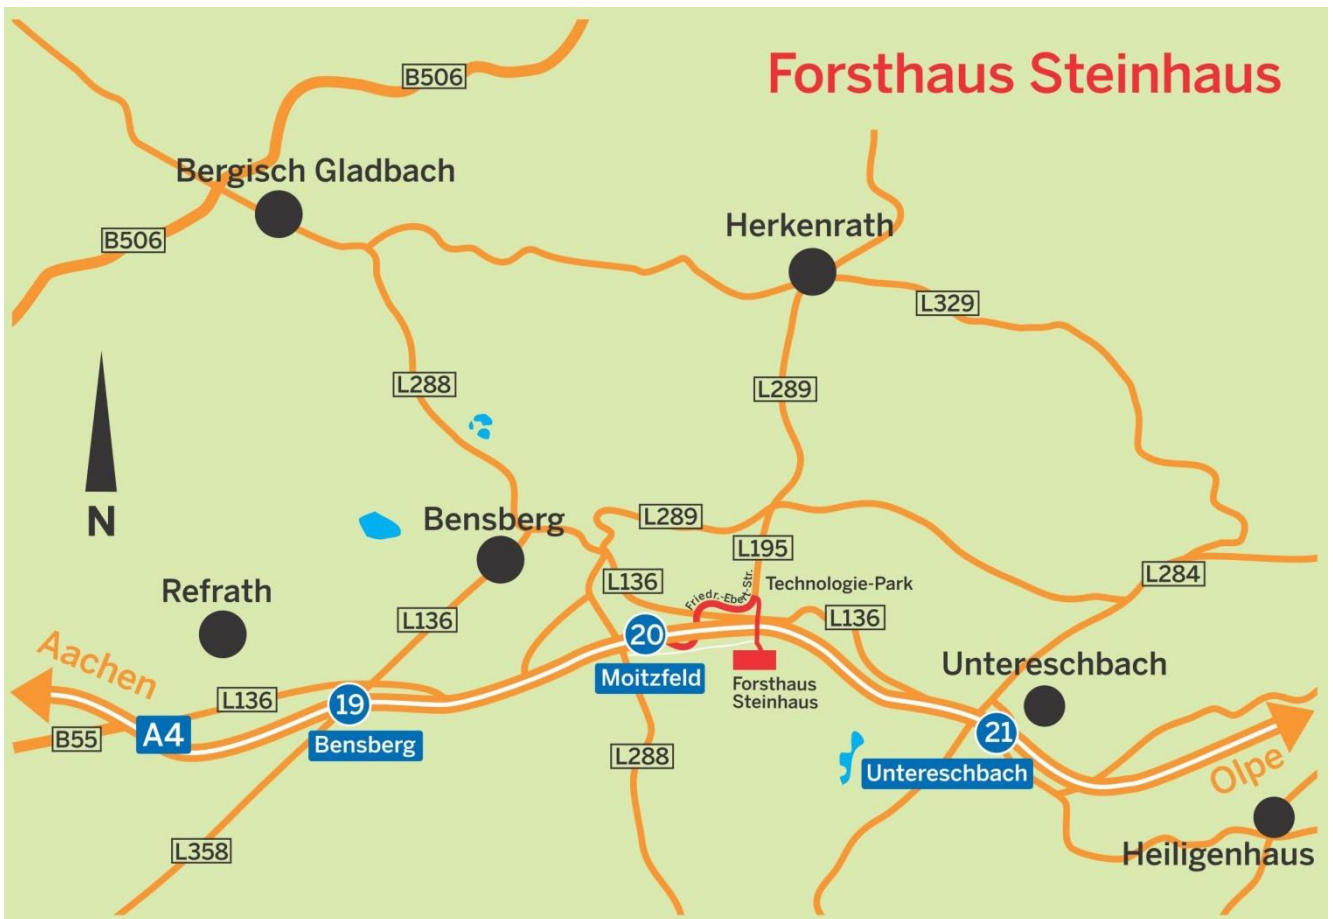 Forsthaus Steinhaus
B506
Bergisch Gladbach
B506
Herkenrath
L329
L288
L289
N
Bensberg
L289
L195
Technologie-Park
Friedr.-Ebert-Str.
L136
L284
Refrath
L136
L136
20
Moitzfeld
Untereschbach
Forsthaus
Steinhaus
Aachen
L136
19
A4
B55
Bensberg
21
L288
Untereschbach
Olpe
L358
Heiligenhaus